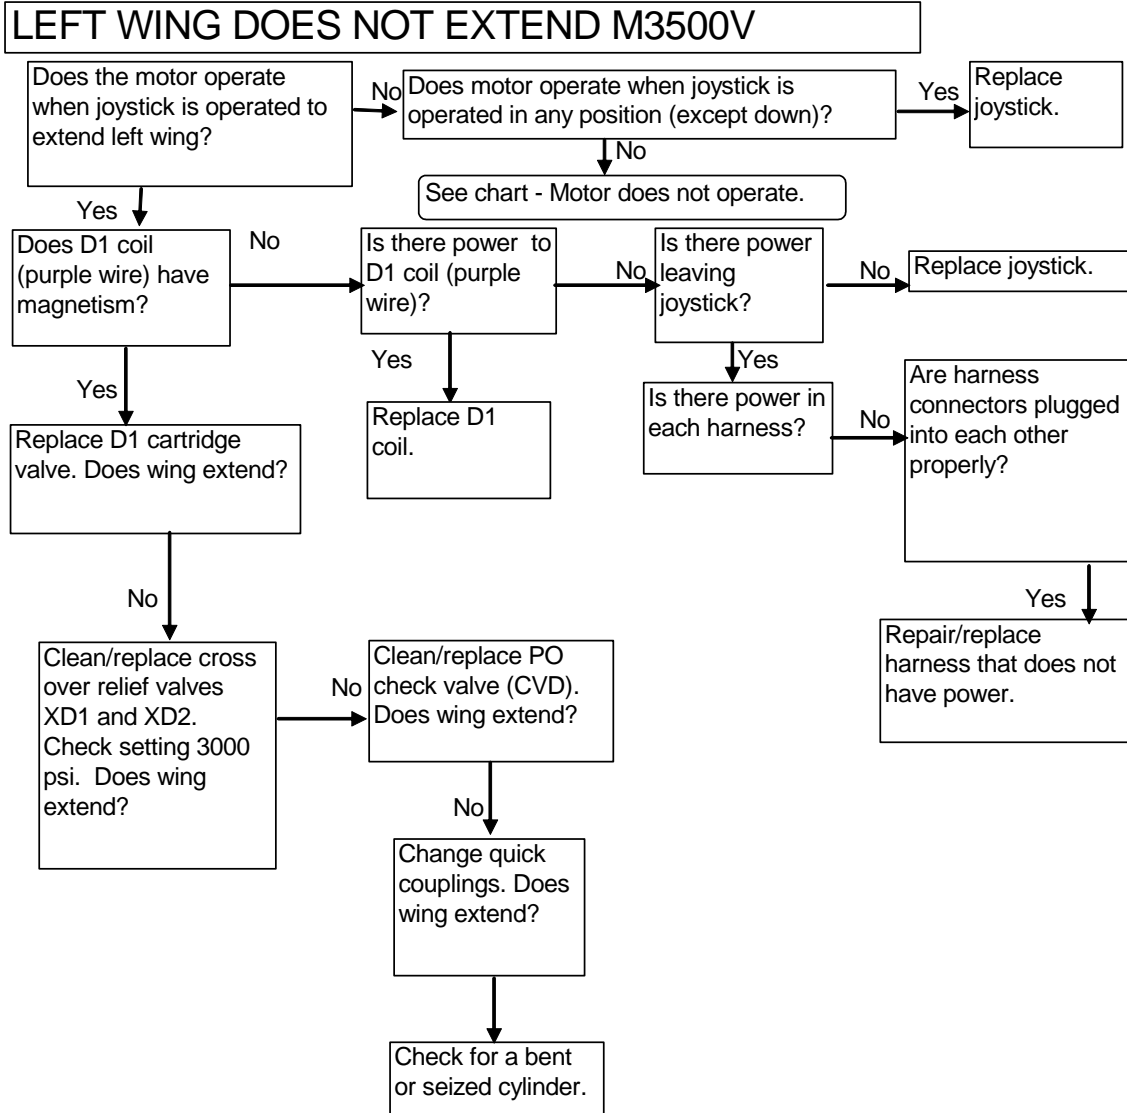 LEFT WING DOES NOT EXTEND M3500V
Does the motor operate
when joystick is operated to
extend left wing?
No
Does motor operate when joystick is
operated in any position (except down)?
Yes
Replace
joystick.
No
See chart - Motor does not operate.
Yes
Does D1 coil
(purple wire) have
magnetism?
No
Is there power to
D1 coil (purple
wire)?
No
Is there power
leaving
joystick?
No
Replace joystick.
Yes
Replace D1
coil.
Yes
Is there power in
each harness?
No
Are harness
connectors plugged
into each other
properly?
Yes
Repair/replace
harness that does not
have power.
Yes
Replace D1 cartridge
valve. Does wing extend?
No
Clean/replace cross
over relief valves
XD1 and XD2.
Check setting 3000
psi. Does wing
extend?
No
Clean/replace PO
check valve (CVD).
Does wing extend?
No
Change quick
couplings. Does
wing extend?
Check for a bent
or seized cylinder.